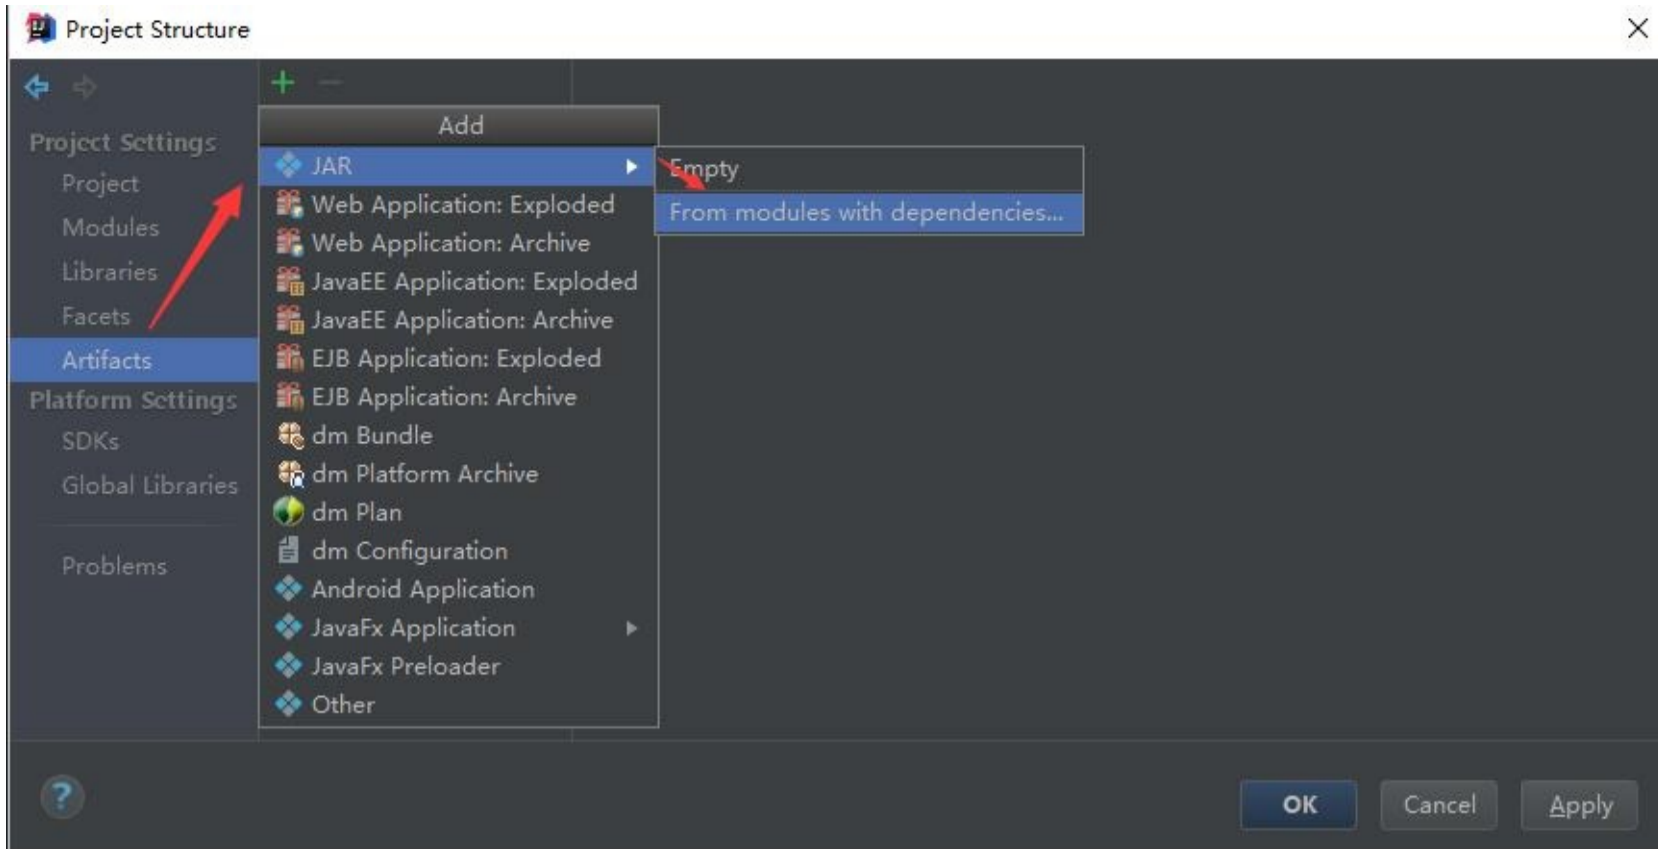 Project Structure
Project Settings
Project
Modules
Libraries
Facets
Artifacts
Platform Settings
SDKs
Global Libraries
Problems
Add
JAR
Web Application: Exploded
Web Application: Archive
JavaEE Application: Exploded
JavaEE Application: Archive
EJB Application: Exploded
EJB Application: Archive
dm Bundle
dm Platform Archive
dm Plan
dm Configuration
Android Application
JavaFx Application
JavaFx Preloader
Other
Empty
From modules with dependencies...
?
OK
Cancel
Apply